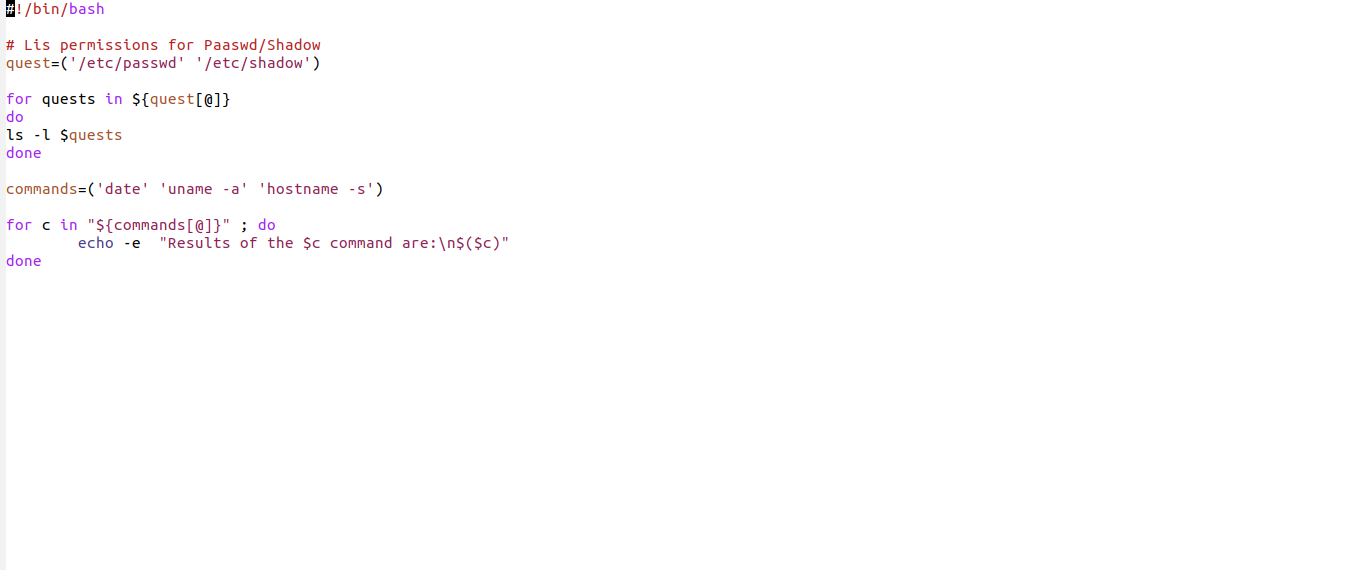 #!/bin/bash
# Lis permissions for Paaswd/Shadow
quest=('/etc/passwd' '/etc/shadow')
for quests in ${quest[@]}
do
ls -l $quests
done
commands=('date' 'uname -a' 'hostname -s')
for c in "${commands[@]}" ; do
        echo -e  "Results of the $c command are:\n$($c)"
done